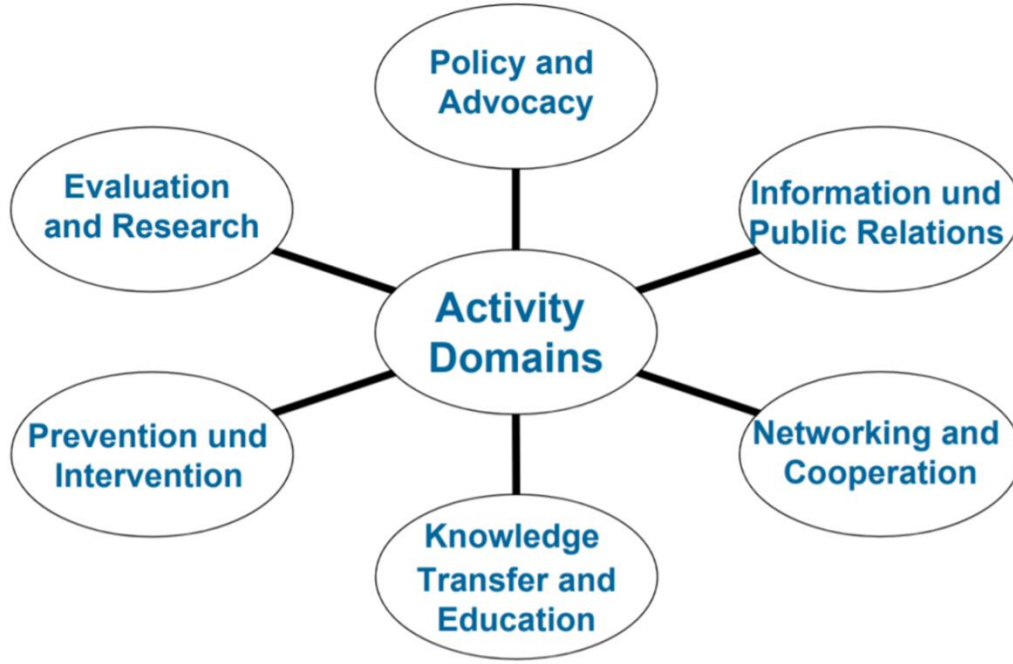 Policy and
Advocacy
Evaluation
and Research
Information und
Public Relations
Activity
Domains
Prevention und
Intervention
Networking and
Cooperation
Knowledge
Transfer and
Education